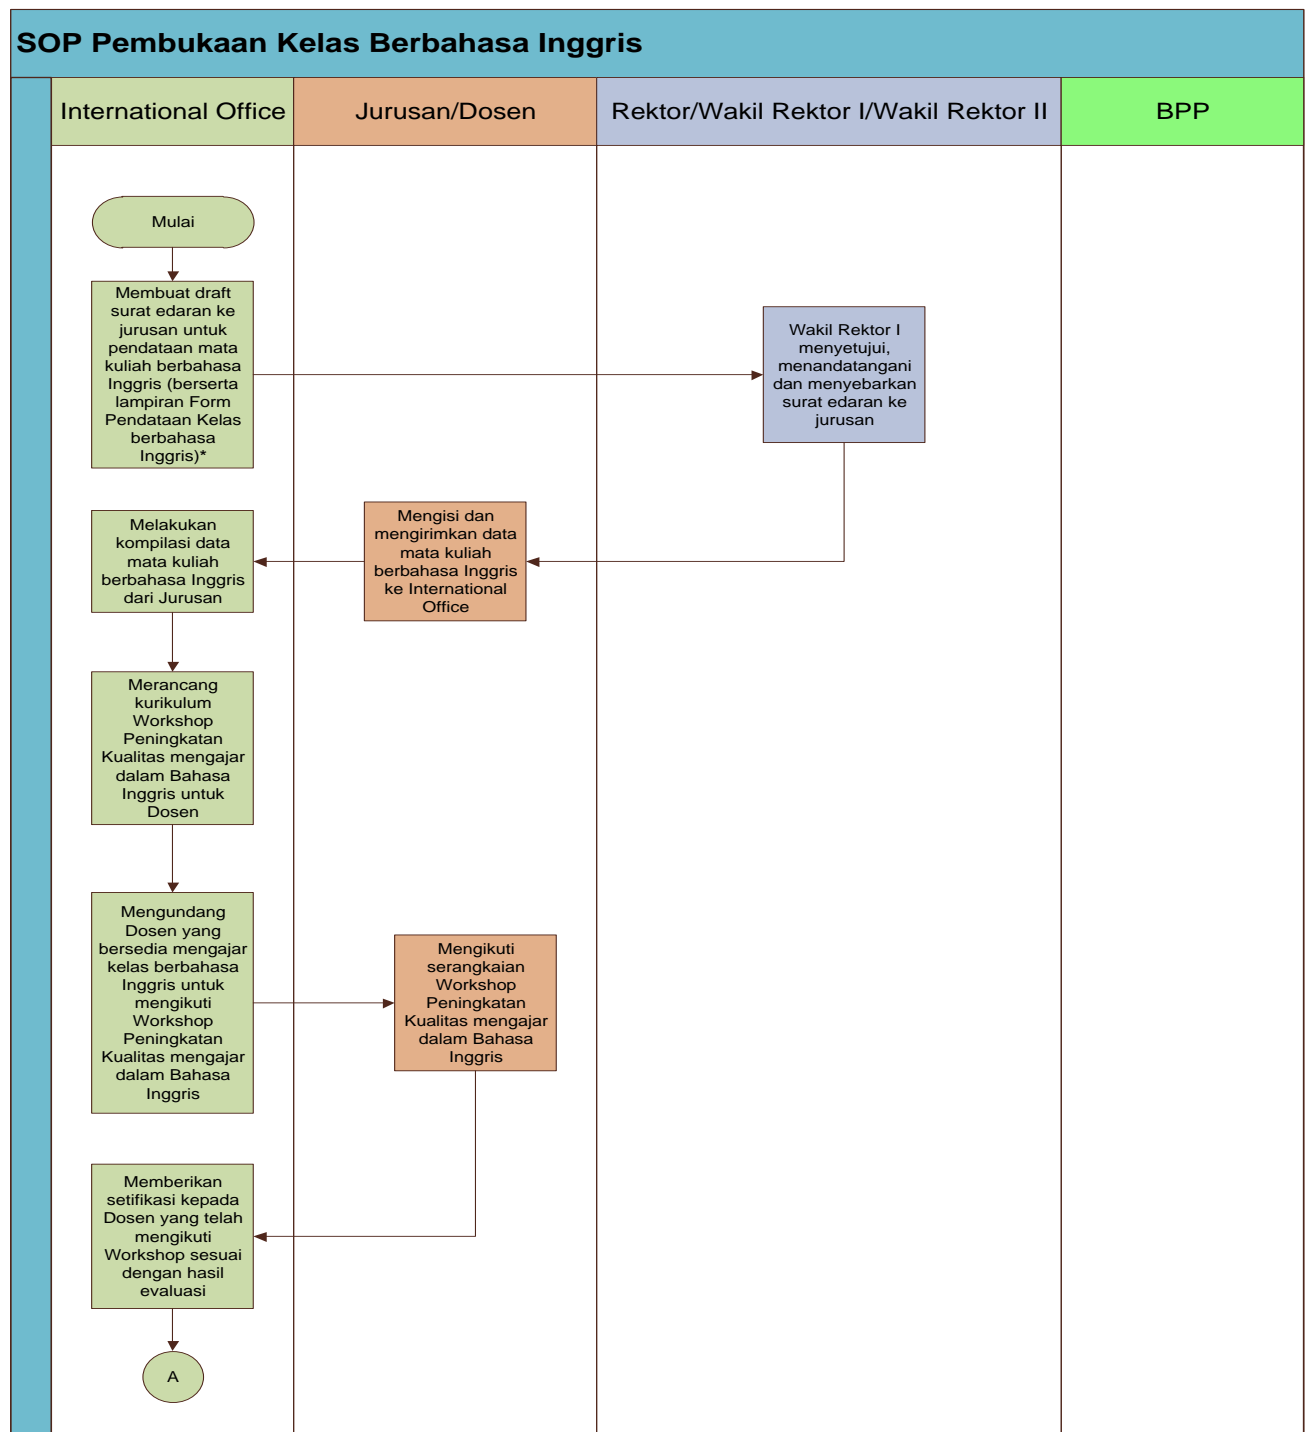 SOP Pembukaan Kelas Berbahasa Inggris
International Office
Jurusan/Dosen
Rektor/Wakil Rektor I/Wakil Rektor II
BPP
Mulai
Membuat draft
surat edaran ke
jurusan untuk
pendataan mata
kuliah berbahasa
Inggris (berserta
lampiran Form
Pendataan Kelas
berbahasa
Inggris)*
Wakil Rektor I
menyetujui,
menandatangani
dan menyebarkan
surat edaran ke
jurusan
Mengisi dan
mengirimkan data
mata kuliah
berbahasa Inggris
ke International
Office
Melakukan
kompilasi data
mata kuliah
berbahasa Inggris
dari Jurusan
Merancang
kurikulum
Workshop
Peningkatan
Kualitas mengajar
dalam Bahasa
Inggris untuk
Dosen
Mengundang
Dosen yang
bersedia mengajar
kelas berbahasa
Inggris untuk
mengikuti
Workshop
Peningkatan
Kualitas mengajar
dalam Bahasa
Inggris
Mengikuti
serangkaian
Workshop
Peningkatan
Kualitas mengajar
dalam Bahasa
Inggris
Memberikan
setifikasi kepada
Dosen yang telah
mengikuti
Workshop sesuai
dengan hasil
evaluasi
A